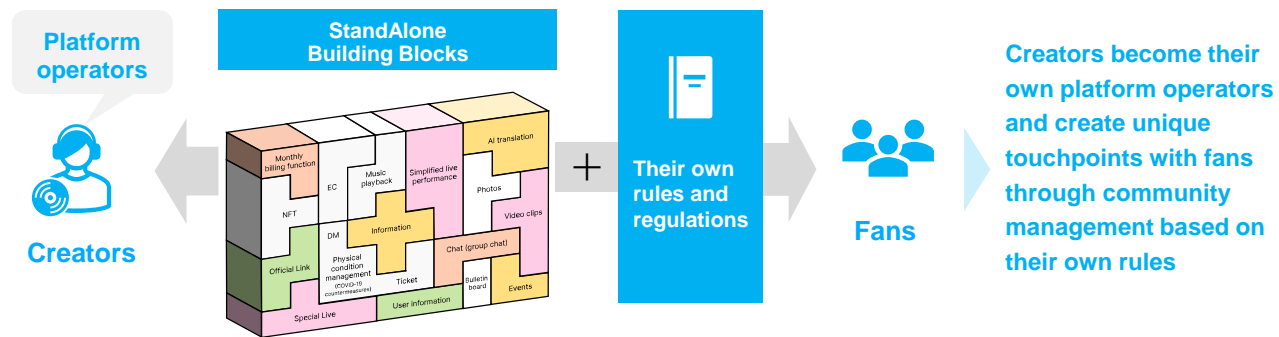 Platform
operators
Creators
StandAlone
Building Blocks
Monthly
billing function
EC
Music
playback
Simplified live
performance
AI translation
NFT
Photos
Video clips
DM
Information
Official Link
Physical
condition
management
(COVID-19
countermeasures)
Ticket
Chat (group chat)
Bulletin
board
Events
Special Live
User information
+
Their own
rules and
regulations
Fans
Creators become their
own platform operators
and create unique
touchpoints with fans
through community
management based on
their own rules